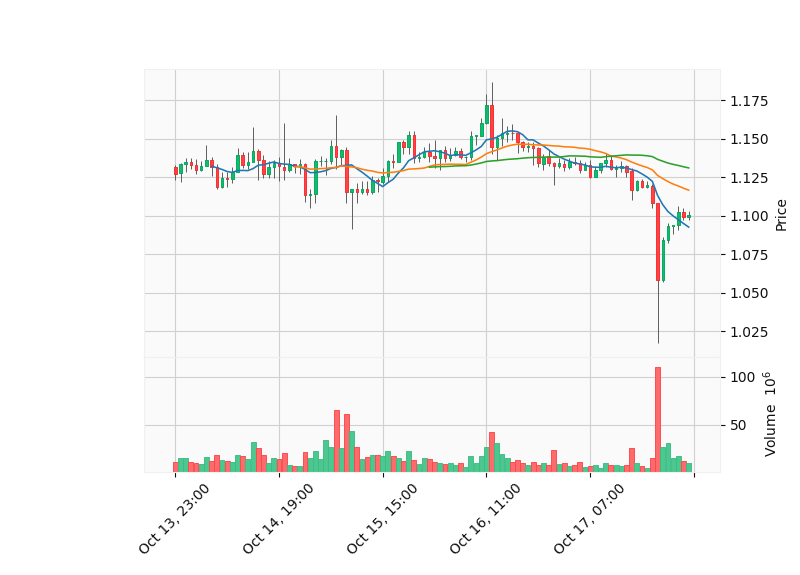 1.175
1.150
1.125
1.100
1.075
1.050
1.025
Price
100
50
Volume 10⁶
Oct 13, 23:00
Oct 14, 19:00
Oct 15, 15:00
Oct 16, 11:00
Oct 17, 07:00